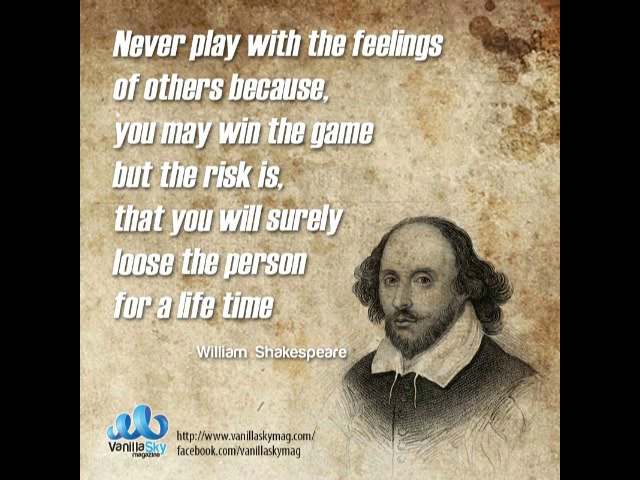 Never play with the feelings
of others because,
you may win the game
but the risk is,
that you will surely
loose the person
for a life time
- William Shakespeare
VanillaSky
magazine
http://www.vanillaskymag.com/
facebook.com/vanillaskymag